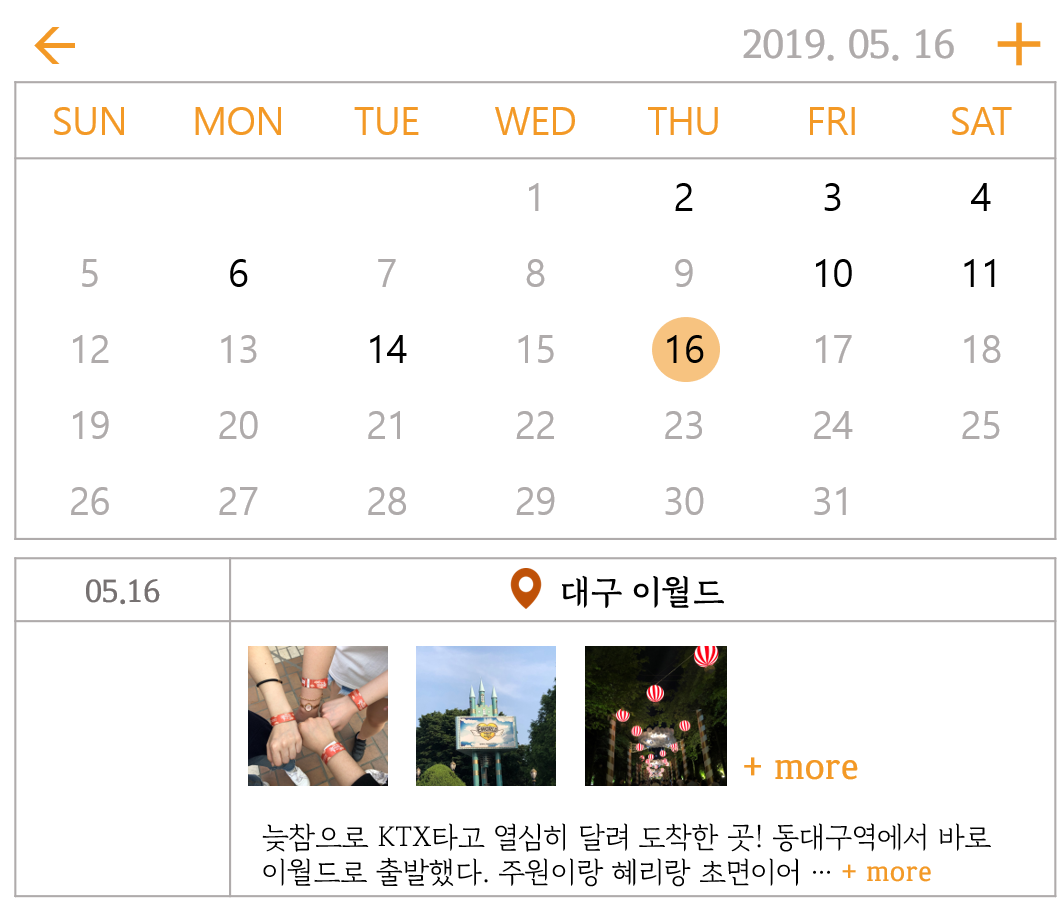 2019. 05. 16 +
SUN MON TUE WED THU FRI SAT
1 2 3 4
5 6 7 8 9 10 11
12 13 14 15 16 17 18
19 20 21 22 23 24 25
26 27 28 29 30 31
05.16 대구 이월드
E-WORLD
+ more
늦참으로 KTX타고 열심히 달려 도착한 곳! 동대구역에서 바로
이월드로 출발했다. 주원이랑 혜리랑 초면이어 … + more